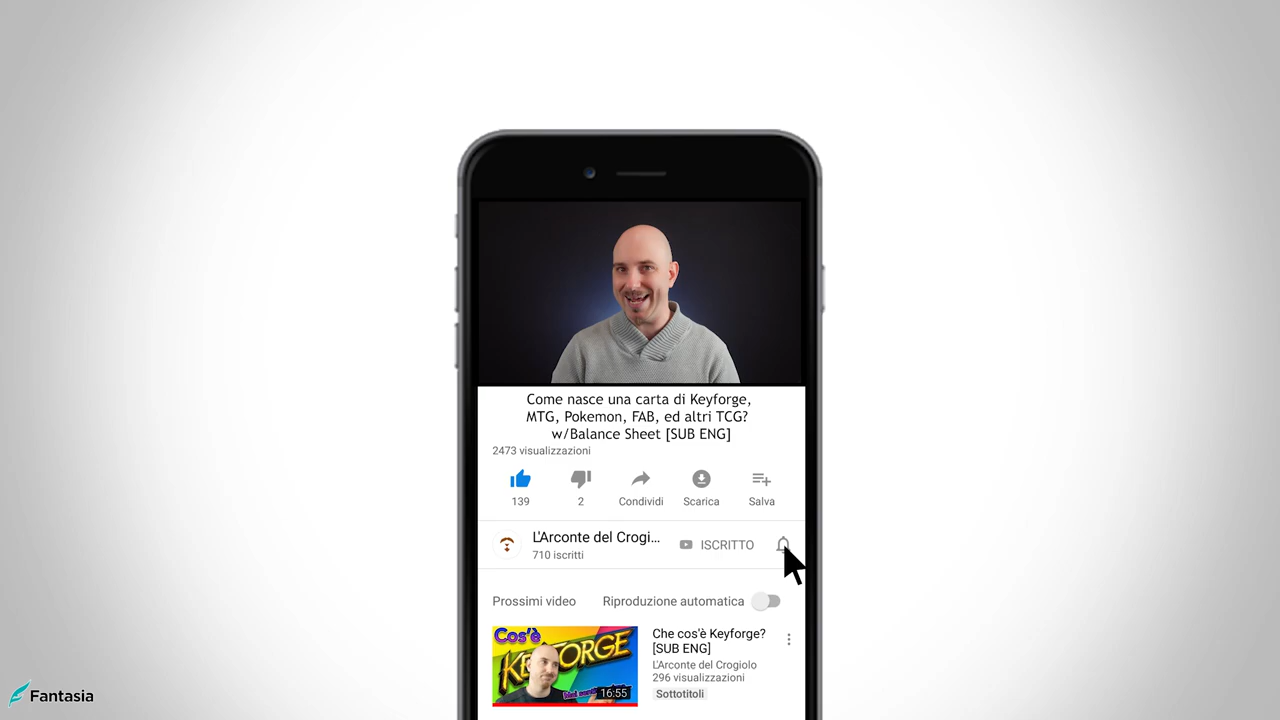 Come nasce una carta di Keyforge,
MTG, Pokemon, FAB, ed altri TCG?
w/Balance Sheet [SUB ENG]
2473 visualizzazioni
139
2
Condividi
Scarica
Salva
L'Arconte del Crogi...
710 iscritti
ISCRITTO
Prossimi video
Riproduzione automatica
Cos'è
KEYFORGE
16:55
Che cos'è Keyforge?
[SUB ENG]
L'Arconte del Crogiolo
296 visualizzazioni
Sottotitoli
Fantasia